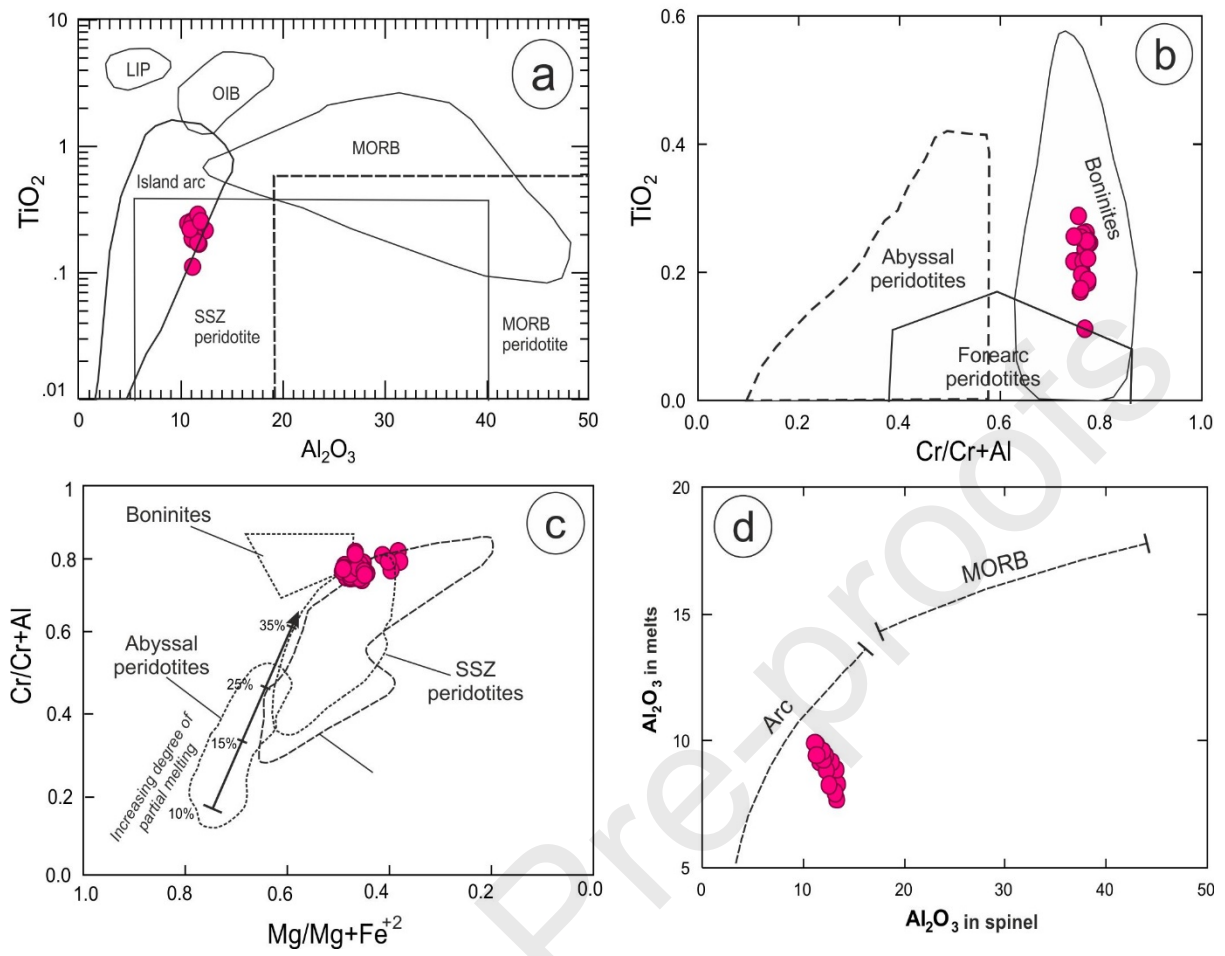 10
1
.1
.01
TiO2
LIP
OIB
MORB
Island arc
SSZ
peridotite
MORB
peridotite
a
0
10
20
30
40
50
Al2O3
0.6
0.4
0.2
0.0
TiO2
Abyssal
peridotites
Boninites
Forearc
peridotites
b
0.0
0.2
0.4
0.6
0.8
1.0
Cr/Cr+Al
1
0.8
0.6
0.4
0.2
0.0
Cr/Cr+Al
Boninites
c
35%
Abyssal
peridotites
25%
SSZ
peridotites
15%
10%
Increasing degree of
partial melting
1.0
0.8
0.6
0.4
0.2
0.0
Mg/Mg+Fe+2
20
15
10
5
Al2O3 in melts
d
MORB
Arc
0
10
20
30
40
50
Al2O3 in spinel
Pre-proofs